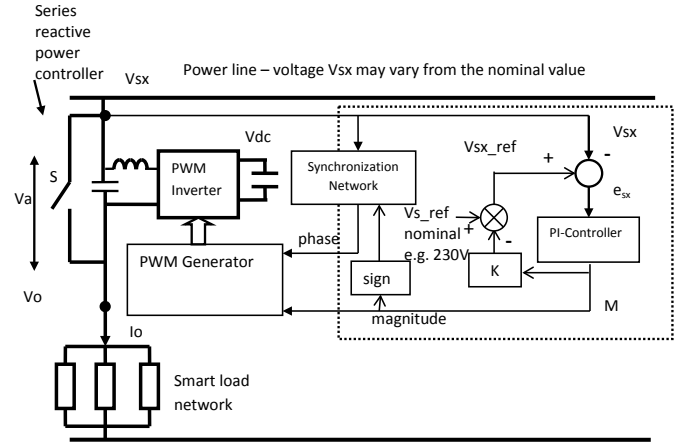 Series
reactive
power
controller
Vsx
Power line – voltage Vsx may vary from the nominal value
Vdc
Vsx_ref
Vsx
+
-
S
PWM
Inverter
Synchronization
Network
Va
esx
Vs_ref
+
nominal
e.g. 230V
-
PI-Controller
phase
PWM Generator
K
sign
Vo
magnitude
M
Io
Smart load
network